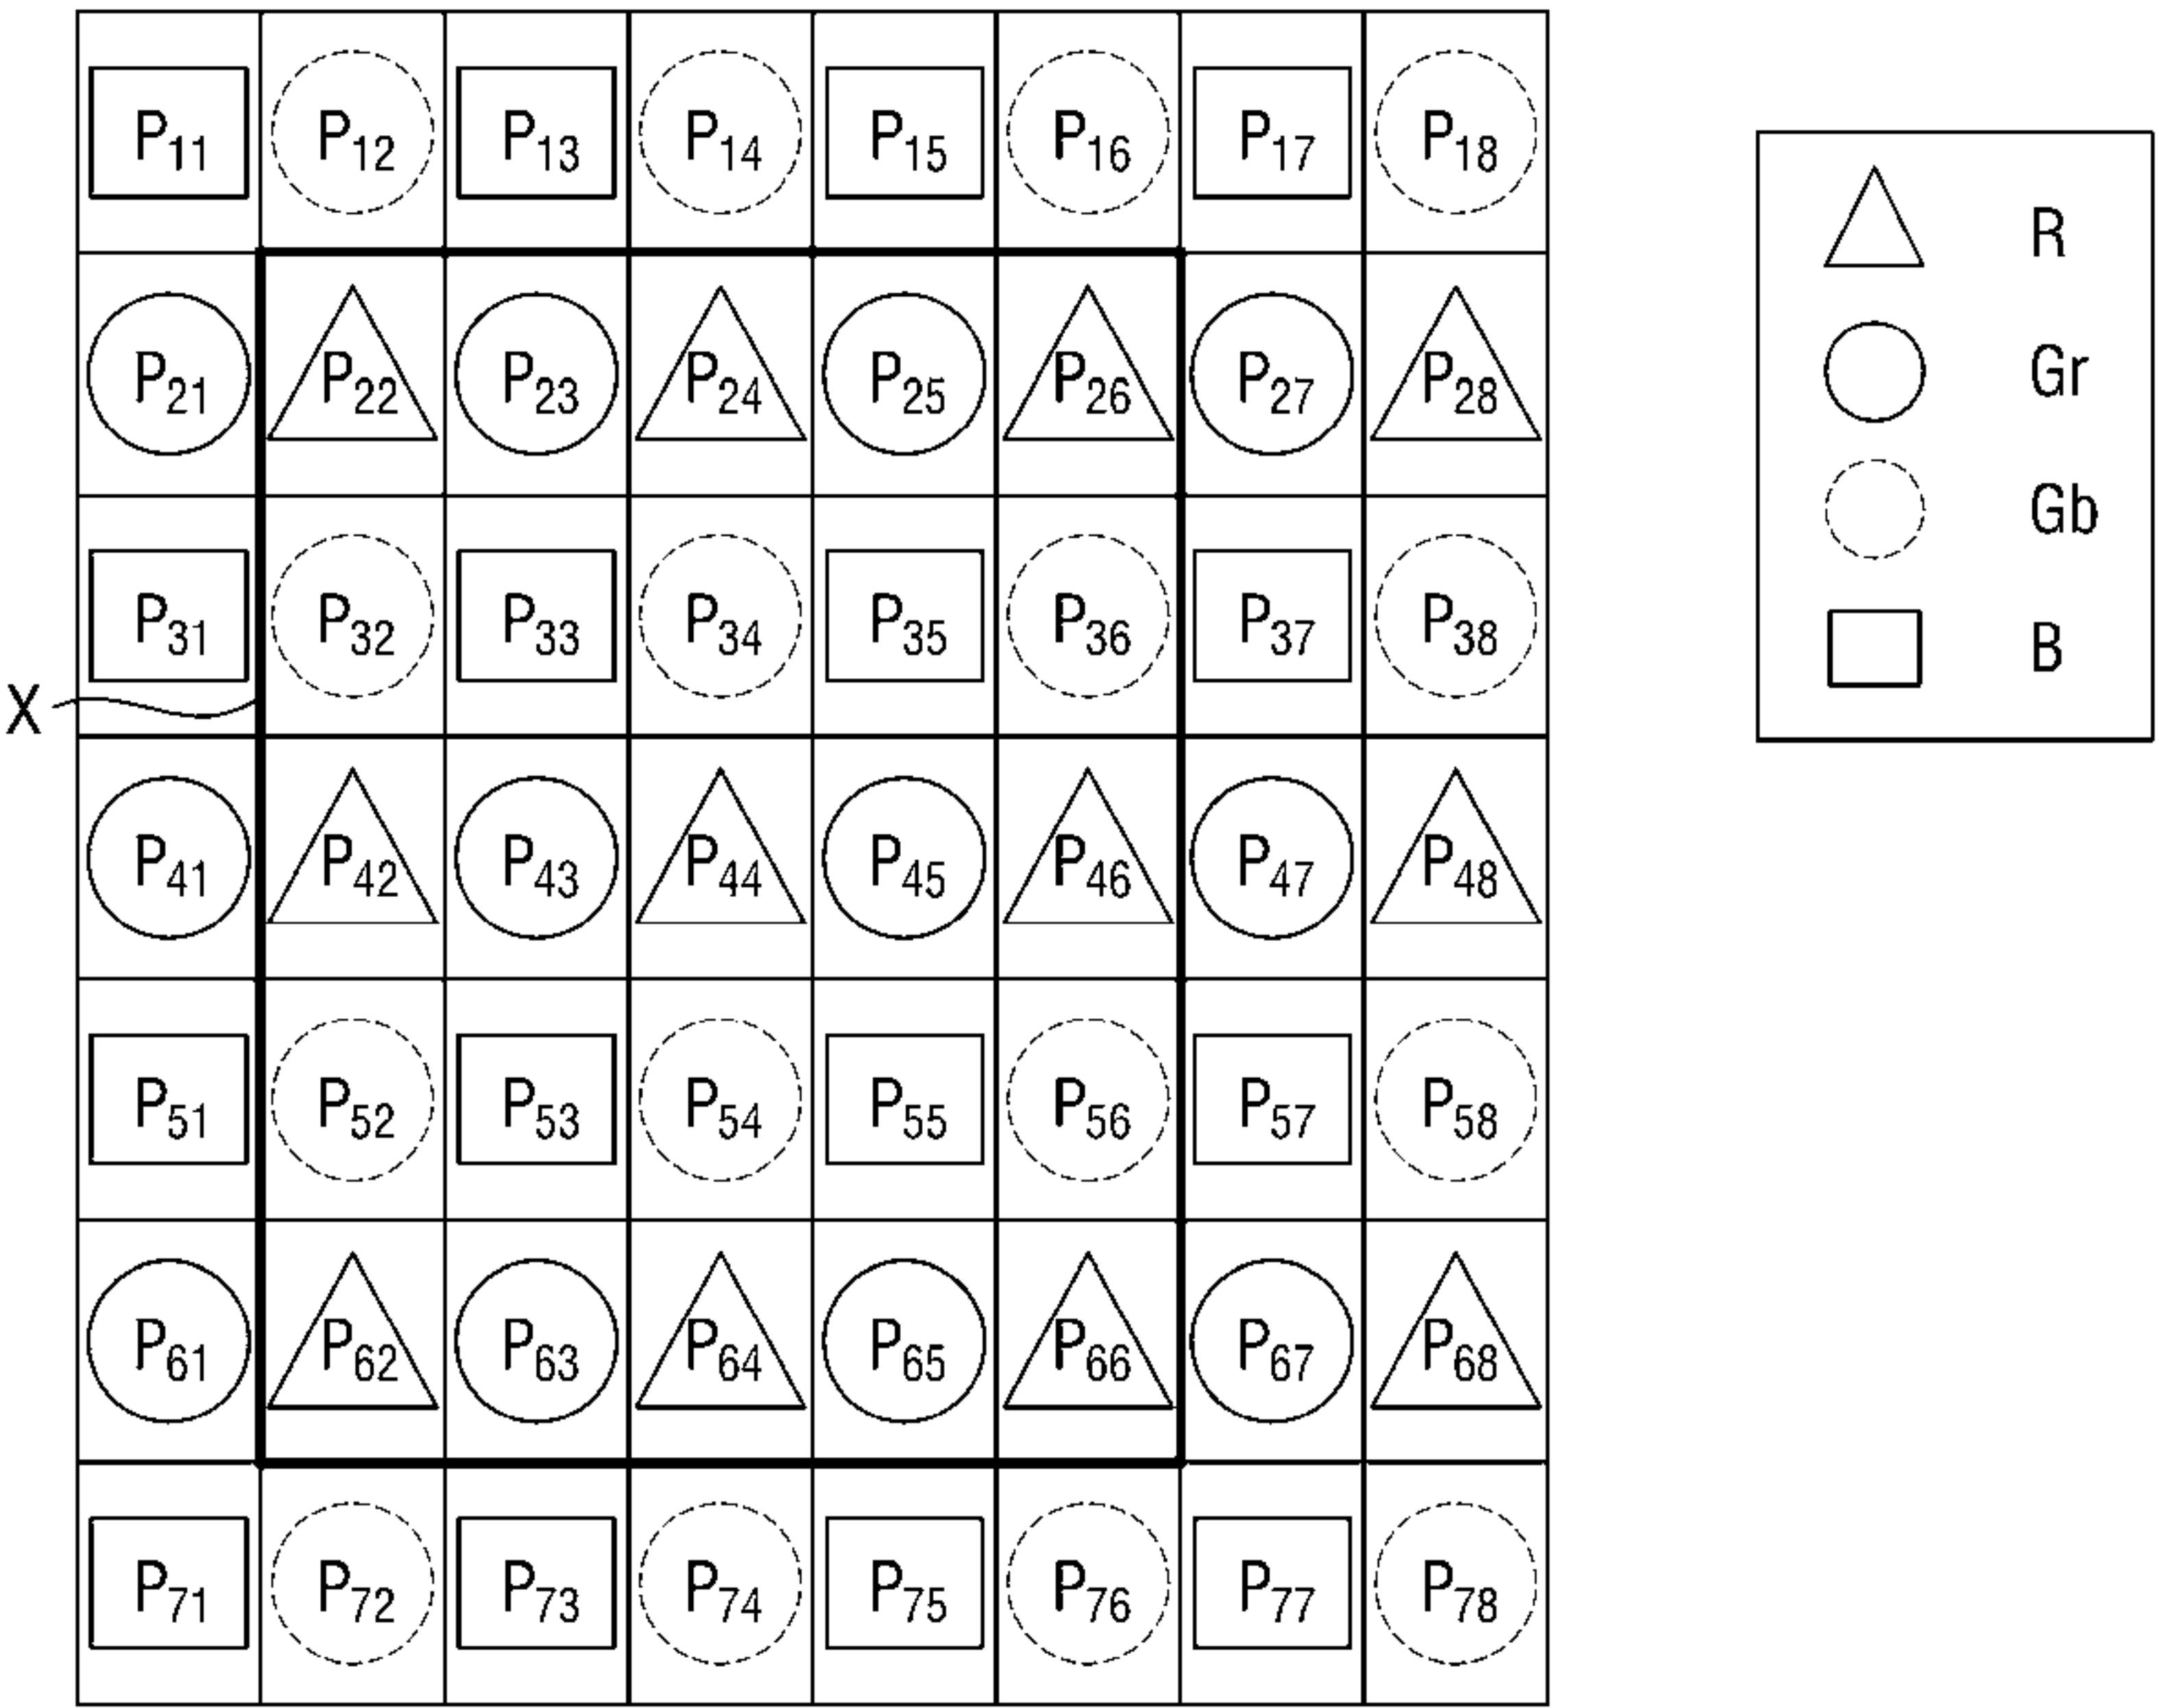 P11 P12 P13 P14 P15 P16 P17 P18
R
P21 P22 P23 P24 P25 P26 P27 P28
Gr
Gb
P31 P32 P33 P34 P35 P36 P37 P38
B
X
P41 P42 P43 P44 P45 P46 P47 P48
P51 P52 P53 P54 P55 P56 P57 P58
P61 P62 P63 P64 P65 P66 P67 P68
P71 P72 P73 P74 P75 P76 P77 P78